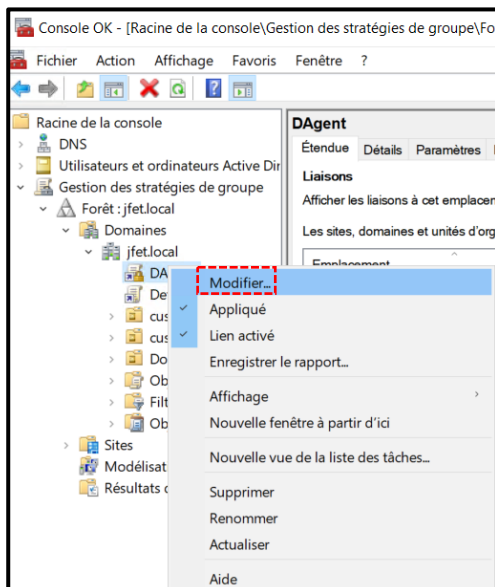 Console OK - [Racine de la console\Gestion des stratégies de groupe\Fo
Fichier Action Affichage Favoris Fenêtre ?
Racine de la console
DNS
Utilisateurs et ordinateurs Active Dir
Gestion des stratégies de groupe
Forêt : jfet.local
Domaines
jfet.local
DA
De
cus
cus
Do
Ob
Filt
Ob
Sites
Modélisat
Résultats
DAgent
Étendue Détails Paramètres
Liaisons
Afficher les liaisons à cet emplacem
Les sites, domaines et unités d'org
Emplacement
Modifier...
Appliqué
Lien activé
Enregistrer le rapport...
Affichage
Nouvelle fenêtre à partir d'ici
Nouvelle vue de la liste des tâches...
Supprimer
Renommer
Actualiser
Aide